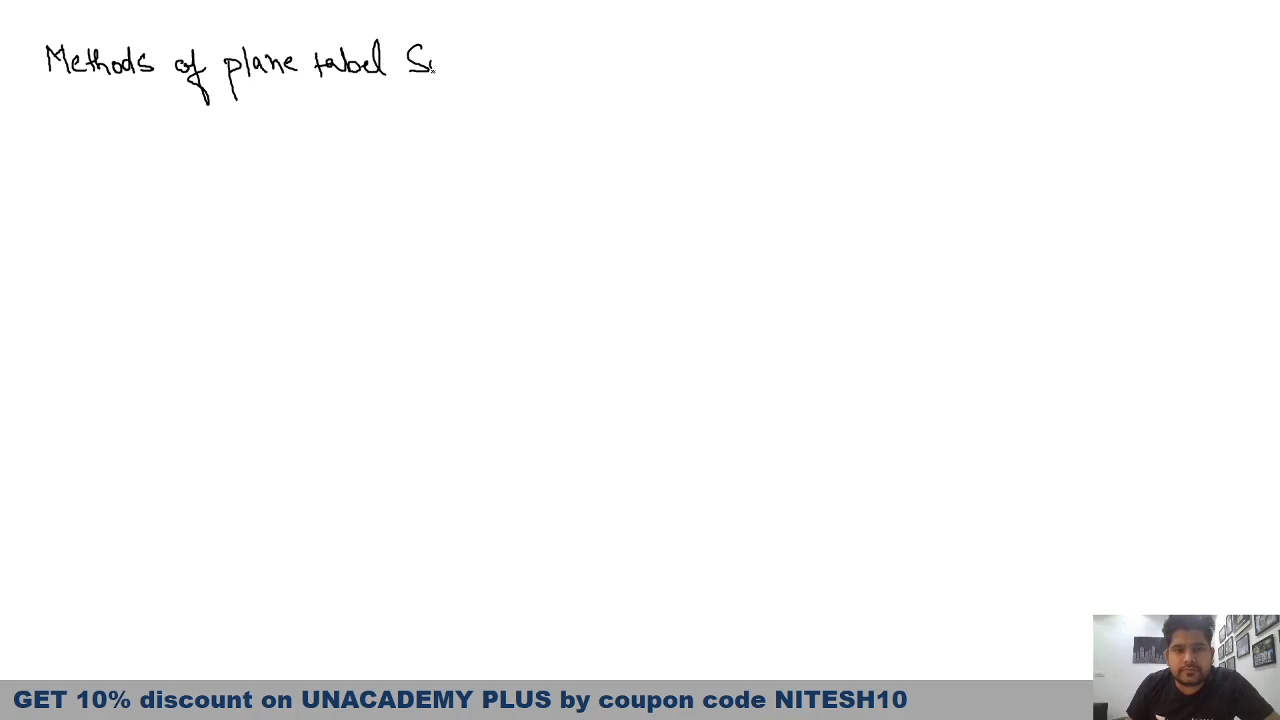 Methods of plane tabel S
GET 10% discount on UNACADEMY PLUS by coupon code NITESH10